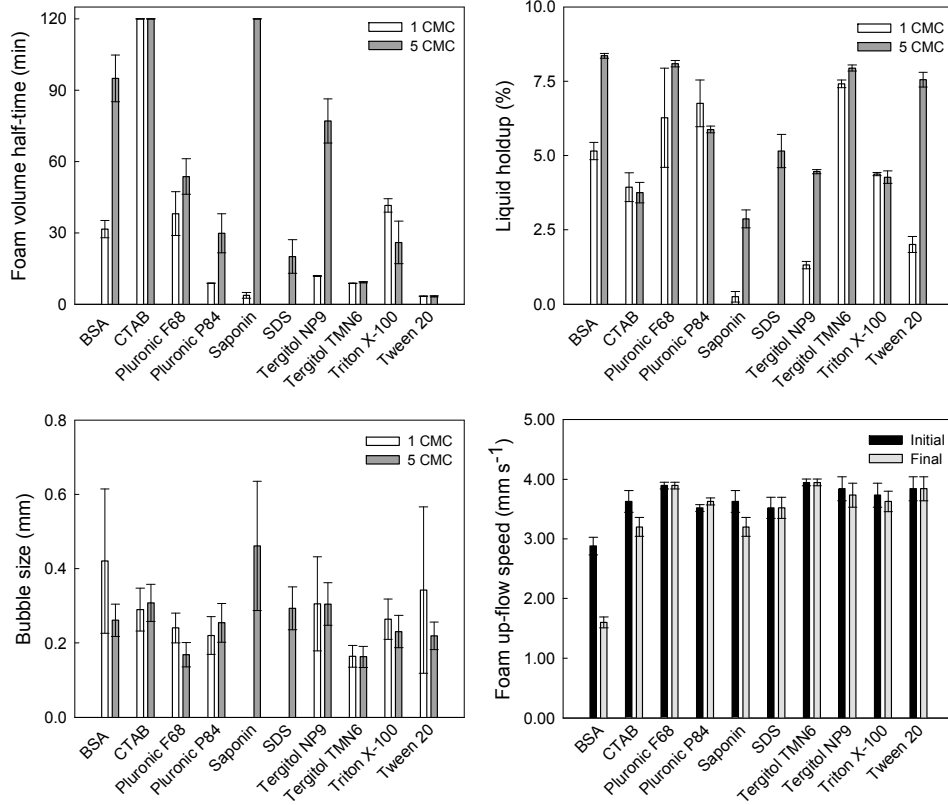 Foam volume half-time (min)
120
90
60
30
0
1 CMC
5 CMC
BSA
CTAB
Pluronic F68
Pluronic P84
Saponin
SDS
Tergitol NP9
Tergitol TMN6
Triton X-100
Tween 20
Liquid holdup (%)
10.0
7.5
5.0
2.5
0.0
1 CMC
5 CMC
BSA
CTAB
Pluronic F68
Pluronic P84
Saponin
SDS
Tergitol NP9
Tergitol TMN6
Triton X-100
Tween 20
Bubble size (mm)
0.8
0.6
0.4
0.2
0.0
1 CMC
5 CMC
BSA
CTAB
Pluronic F68
Pluronic P84
Saponin
SDS
Tergitol NP9
Tergitol TMN6
Triton X-100
Tween 20
Foam up-flow speed (mm s⁻¹)
5.00
4.00
3.00
2.00
1.00
0.00
Initial
Final
BSA
CTAB
Pluronic F68
Pluronic P84
Saponin
SDS
Tergitol TMN6
Tergitol NP9
Triton X-100
Tween 20